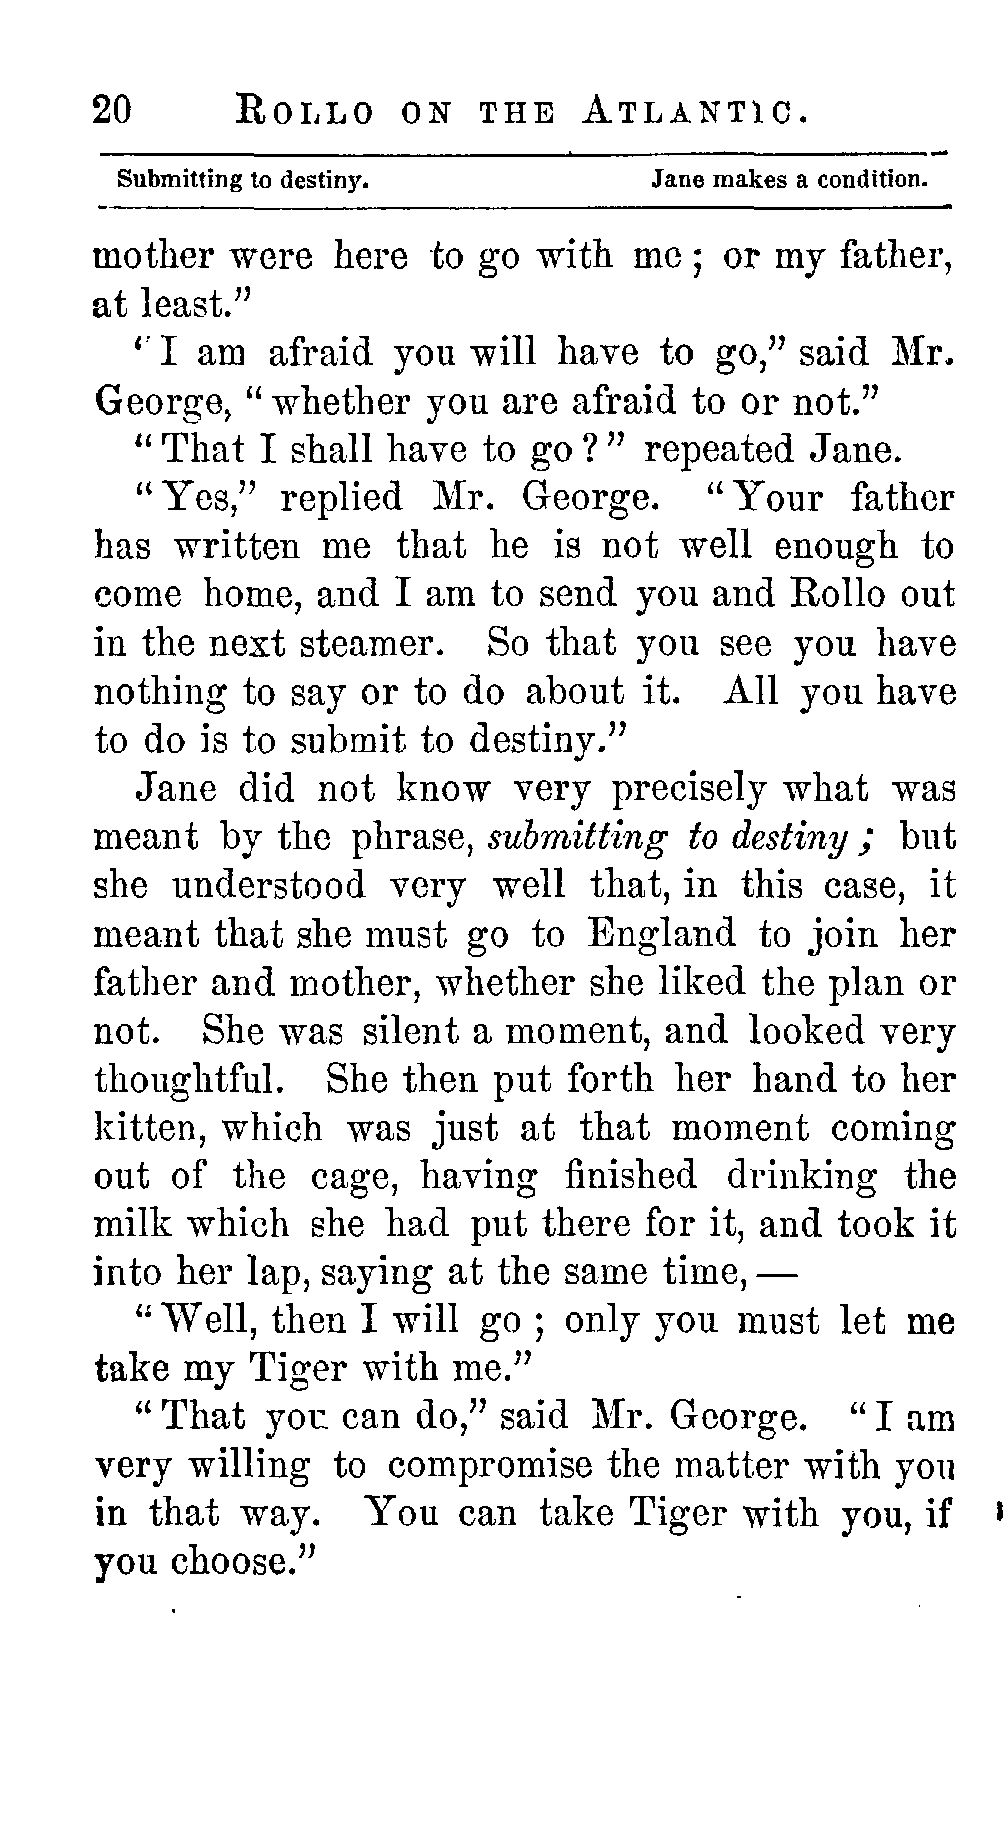 20 ROLLO ON THE ATLANTIC.
Submitting to destiny. Jane makes a condition.
mother were here to go with me; or my father,
at least.”
“I am afraid you will have to go,” said Mr.
George, “whether you are afraid to or not.”
“That I shall have to go?” repeated Jane.
“Yes,” replied Mr. George. “Your father
has written me that he is not well enough to
come home, and I am to send you and Rollo out
in the next steamer. So that you see you have
nothing to say or to do about it. All you have
to do is to submit to destiny.”
Jane did not know very precisely what was
meant by the phrase, submitting to destiny; but
she understood very well that, in this case, it
meant that she must go to England to join her
father and mother, whether she liked the plan or
not. She was silent a moment, and looked very
thoughtful. She then put forth her hand to her
kitten, which was just at that moment coming
out of the cage, having finished drinking the
milk which she had put there for it, and took it
into her lap, saying at the same time,—
“Well, then I will go; only you must let me
take my Tiger with me.”
“That you can do,” said Mr. George. “I am
very willing to compromise the matter with you
in that way. You can take Tiger with you, if
you choose.”